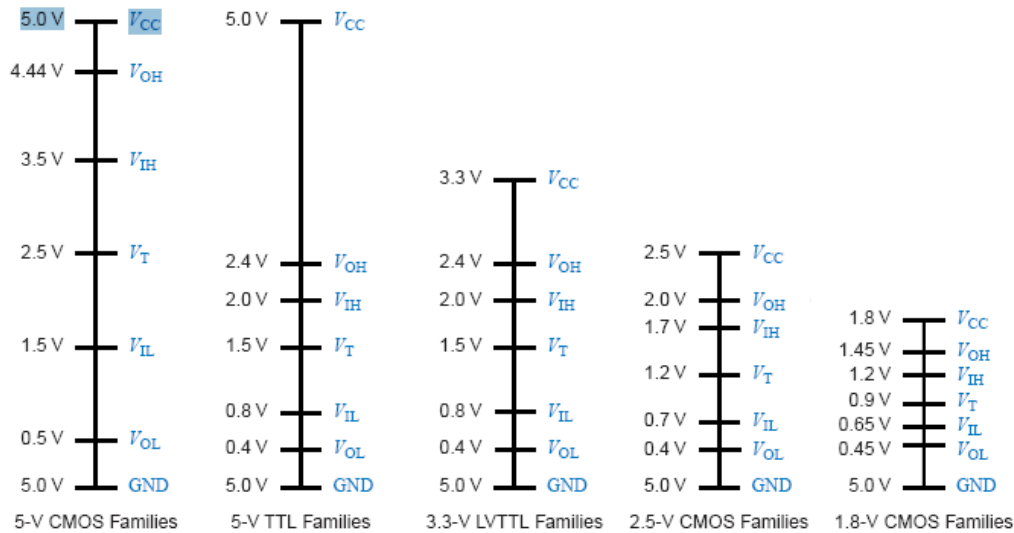 5.0 V VCC
4.44 V VOH
3.5 V VIH
2.5 V VT
1.5 V VIL
0.5 V VOL
5.0 V GND
5-V CMOS Families
5.0 V VCC
2.4 V VOH
2.0 V VIH
1.5 V VT
0.8 V VIL
0.4 V VOL
5.0 V GND
5-V TTL Families
3.3 V VCC
2.4 V VOH
2.0 V VIH
1.5 V VT
0.8 V VIL
0.4 V VOL
5.0 V GND
3.3-V LVTTL Families
2.5 V VCC
2.0 V VOH
1.7 V VIH
1.2 V VT
0.7 V VIL
0.4 V VOL
5.0 V GND
2.5-V CMOS Families
1.8 V VCC
1.45 V VOH
1.2 V VIH
0.9 V VT
0.65 V VIL
0.45 V VOL
5.0 V GND
1.8-V CMOS Families